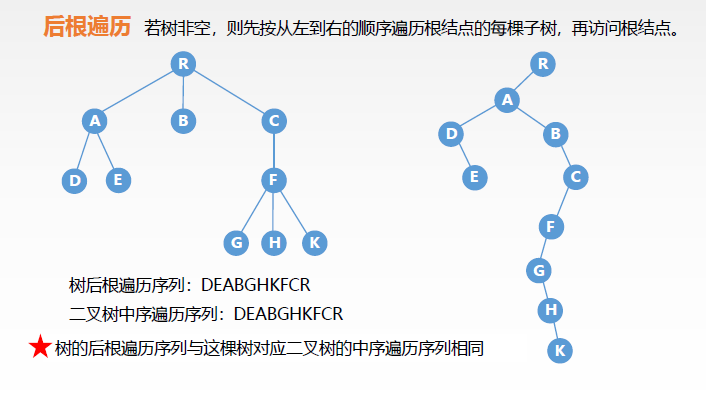 后根遍历 若树非空，则先按从左到右的顺序遍历根结点的每棵子树，再访问根结点。
R R
A
A B C
D B
D E F
E C
F
G H K
G
H
K
树后根遍历序列：DEABGHKFCR
二叉树中序遍历序列：DEABGHKFCR
树的后根遍历序列与这棵树对应二叉树的中序遍历序列相同